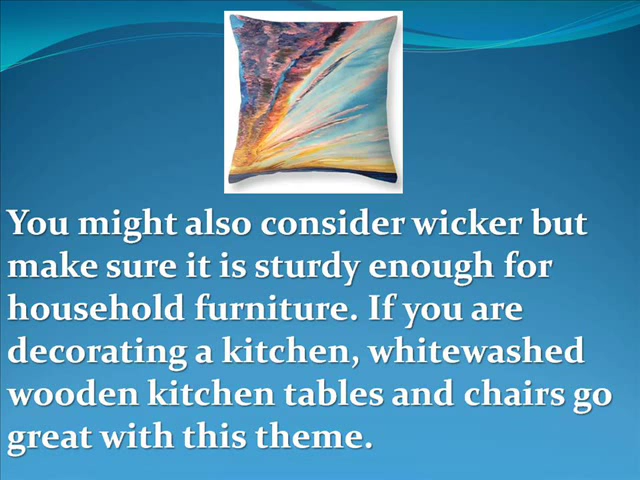 You might also consider wicker but
make sure it is sturdy enough for
household furniture. If you are
decorating a kitchen, whitewashed
wooden kitchen tables and chairs go
great with this theme.